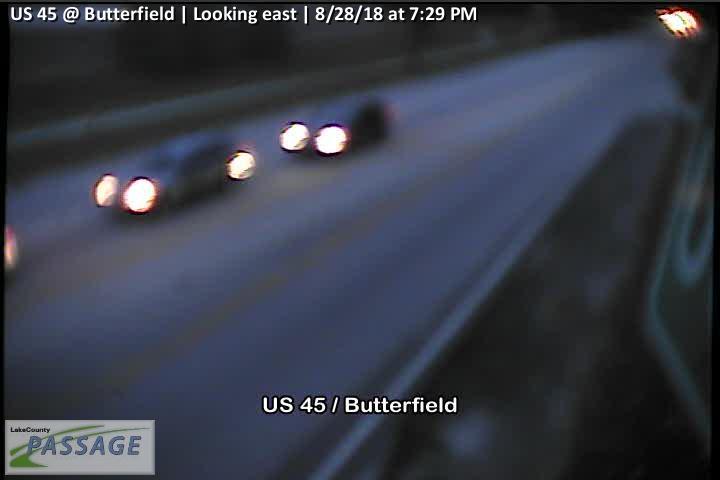 US 45 @ Butterfield | Looking east | 8/28/18 at 7:29 PM
US 45 / Butterfield
LakeCounty
PASSAGE